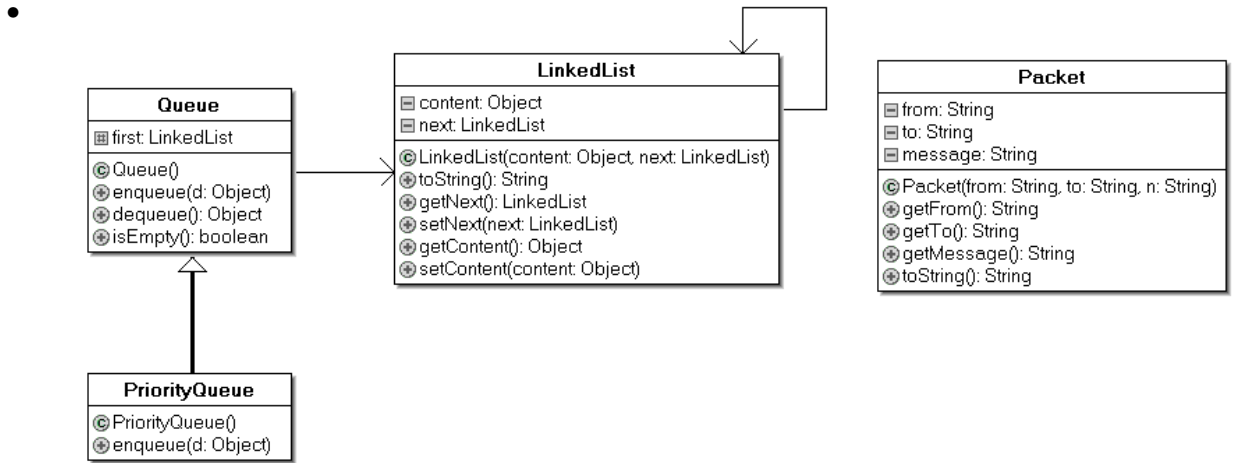 Queue
first: LinkedList
Queue()
enqueue(d: Object)
dequeue(): Object
isEmpty(): boolean
LinkedList
content: Object
next: LinkedList
LinkedList(content: Object, next: LinkedList)
toString(): String
getNext(): LinkedList
setNext(next: LinkedList)
getContent(): Object
setContent(content: Object)
Packet
from: String
to: String
message: String
Packet(from: String, to: String, n: String)
getFrom(): String
getTo(): String
getMessage(): String
toString(): String
PriorityQueue
PriorityQueue()
enqueue(d: Object)